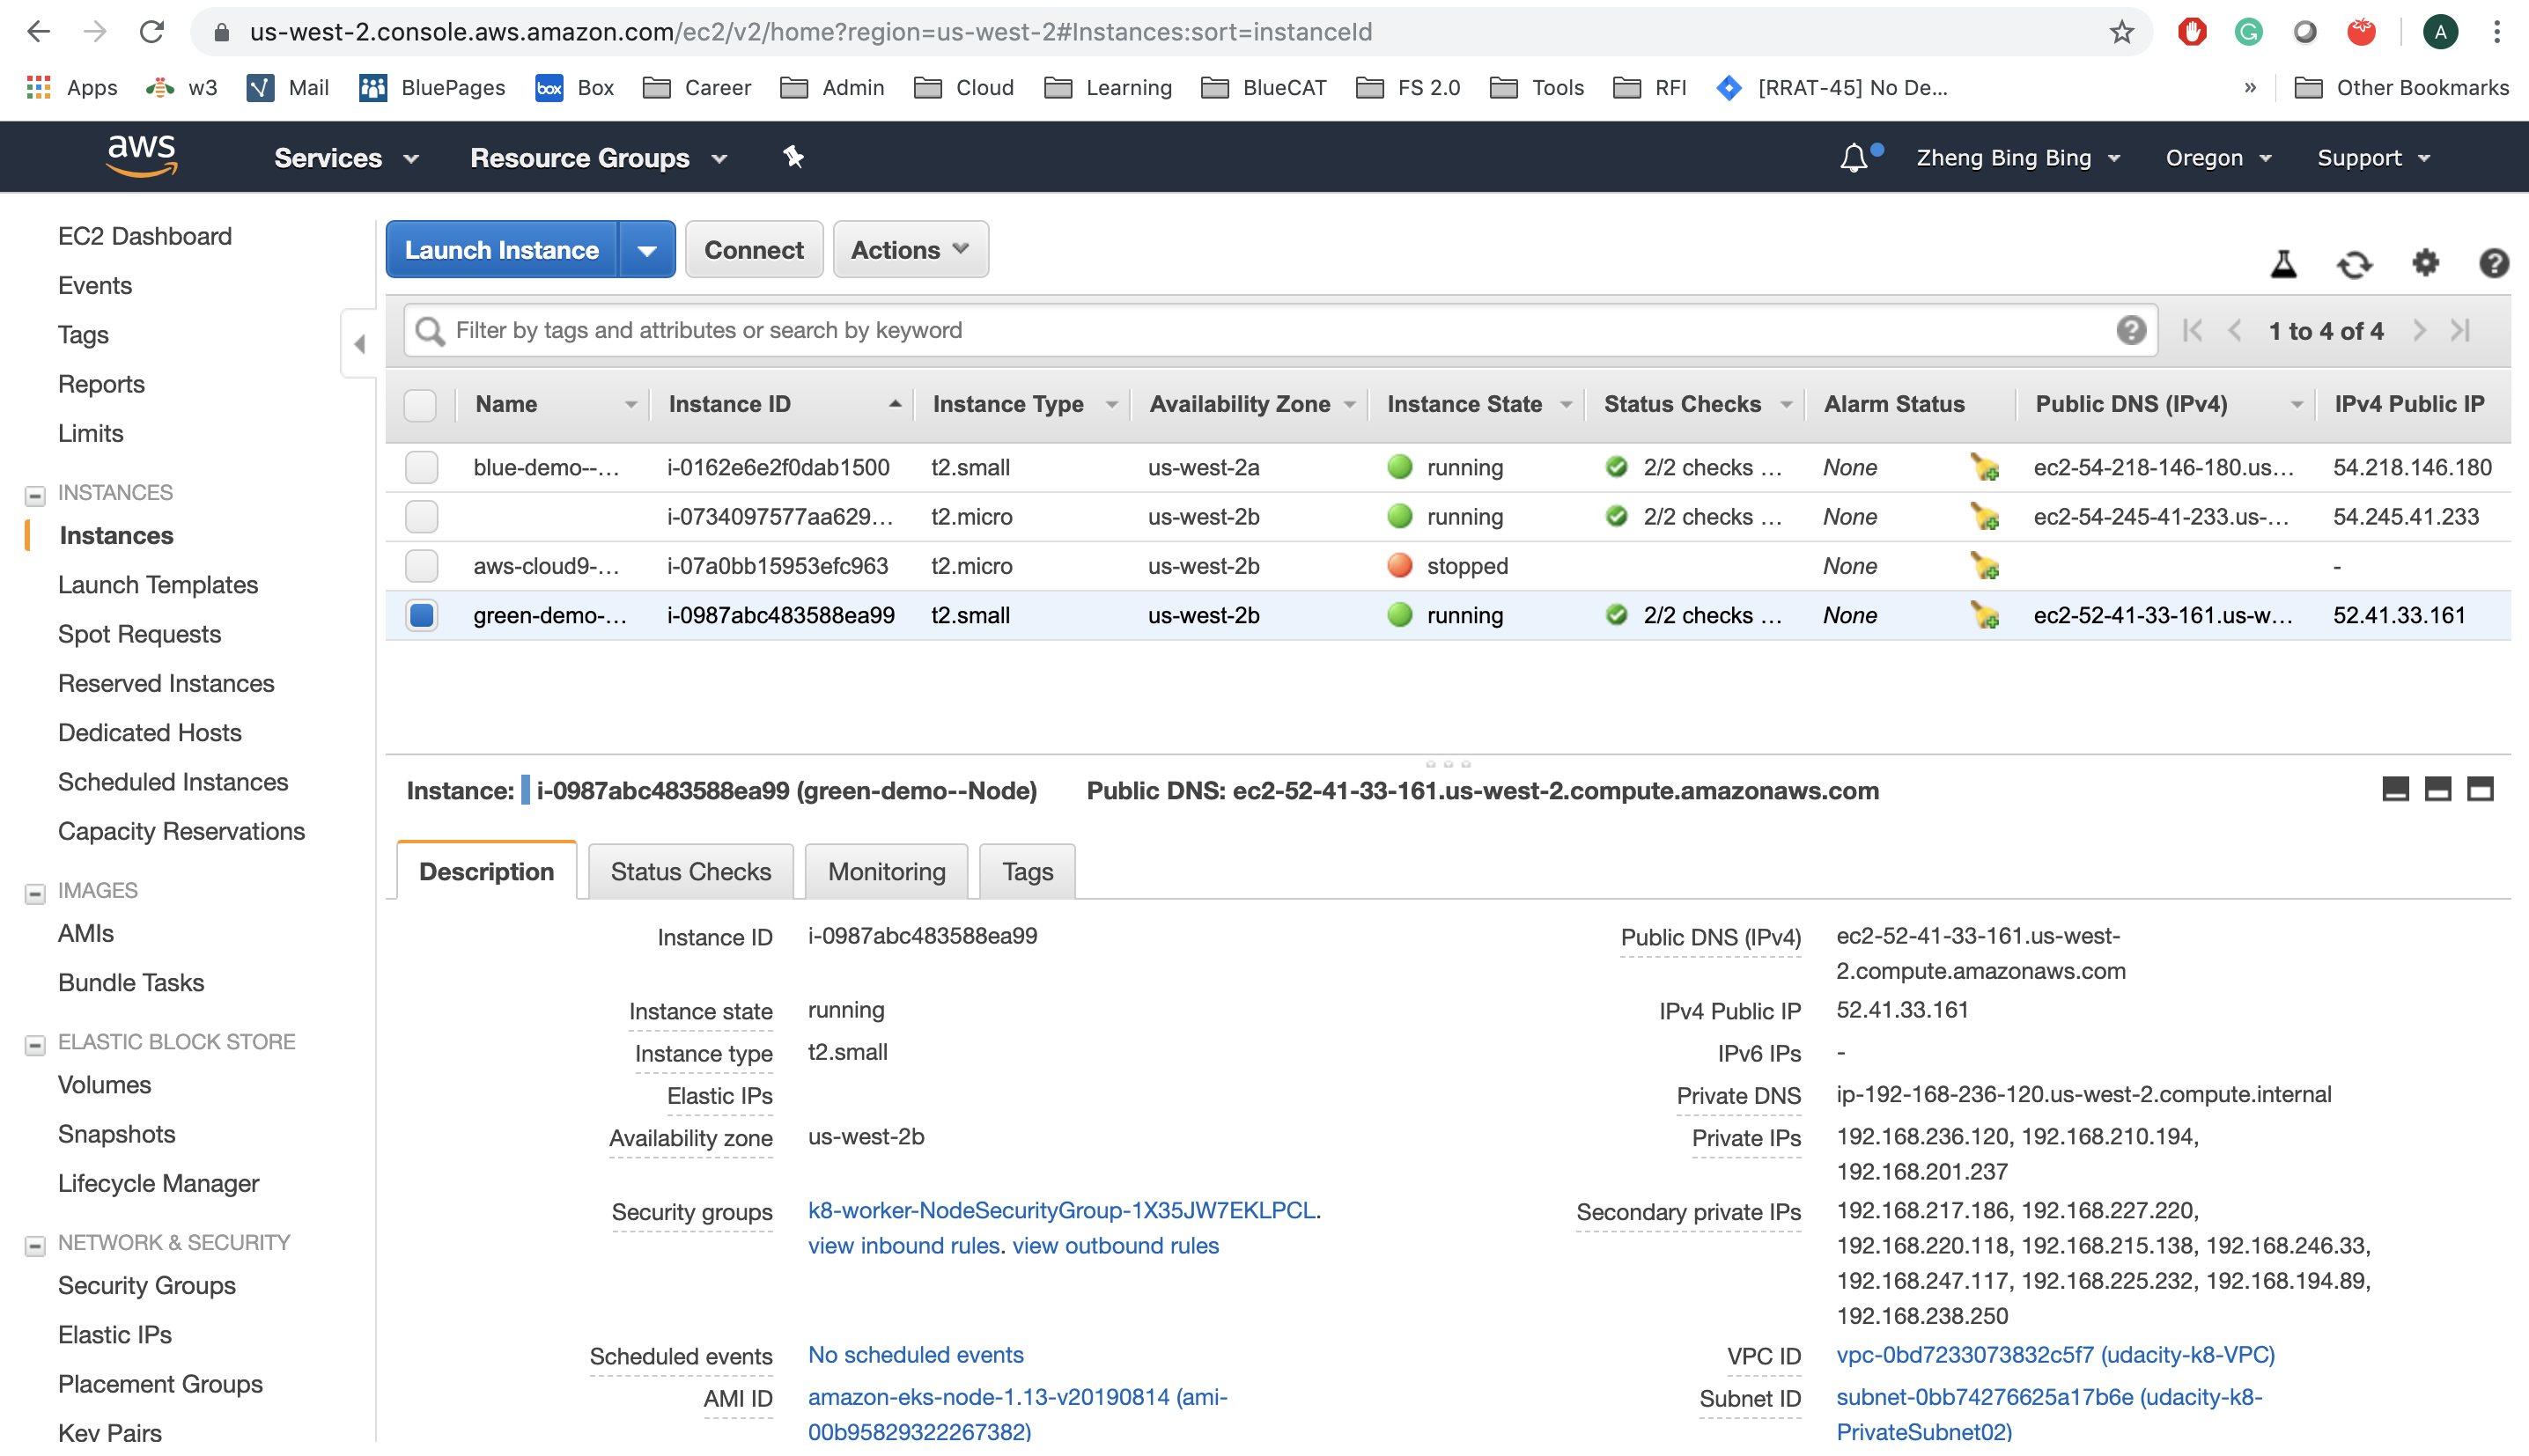 us-west-2.console.aws.amazon.com/ec2/v2/home?region=us-west-2#Instances:sort=instanceId
A
Apps w3 Mail BluePages box Box Career Admin Cloud Learning BlueCAT FS 2.0 Tools RFI [RRAT-45] No De... » Other Bookmarks
aws Services Resource Groups Zheng Bing Bing Oregon Support
EC2 Dashboard
Events
Tags
Reports
Limits
INSTANCES
Instances
Launch Templates
Spot Requests
Reserved Instances
Dedicated Hosts
Scheduled Instances
Capacity Reservations
IMAGES
AMIs
Bundle Tasks
ELASTIC BLOCK STORE
Volumes
Snapshots
Lifecycle Manager
NETWORK & SECURITY
Security Groups
Elastic IPs
Placement Groups
Key Pairs
Launch Instance Connect Actions
Filter by tags and attributes or search by keyword
1 to 4 of 4
Name Instance ID Instance Type Availability Zone Instance State Status Checks Alarm Status Public DNS (IPv4) IPv4 Public IP
blue-demo--... i-0162e6e2f0dab1500 t2.small us-west-2a running 2/2 checks ... None ec2-54-218-146-180.us... 54.218.146.180
i-0734097577aa629... t2.micro us-west-2b running 2/2 checks ... None ec2-54-245-41-233.us-... 54.245.41.233
aws-cloud9-... i-07a0bb15953efc963 t2.micro us-west-2b stopped None -
green-demo-... i-0987abc483588ea99 t2.small us-west-2b running 2/2 checks ... None ec2-52-41-33-161.us-w... 52.41.33.161
Instance: i-0987abc483588ea99 (green-demo--Node) Public DNS: ec2-52-41-33-161.us-west-2.compute.amazonaws.com
Description Status Checks Monitoring Tags
Instance ID i-0987abc483588ea99
Instance state running
Instance type t2.small
Elastic IPs
Availability zone us-west-2b
Security groups k8-worker-NodeSecurityGroup-1X35JW7EKLPCL.
view inbound rules. view outbound rules
Scheduled events No scheduled events
AMI ID amazon-eks-node-1.13-v20190814 (ami-
00b95829322267382)
Public DNS (IPv4) ec2-52-41-33-161.us-west-
2.compute.amazonaws.com
IPv4 Public IP 52.41.33.161
IPv6 IPs -
Private DNS ip-192-168-236-120.us-west-2.compute.internal
Private IPs 192.168.236.120, 192.168.210.194,
192.168.201.237
Secondary private IPs 192.168.217.186, 192.168.227.220,
192.168.220.118, 192.168.215.138, 192.168.246.33,
192.168.247.117, 192.168.225.232, 192.168.194.89,
192.168.238.250
VPC ID vpc-0bd7233073832c5f7 (udacity-k8-VPC)
Subnet ID subnet-0bb74276625a17b6e (udacity-k8-
PrivateSubnet02)